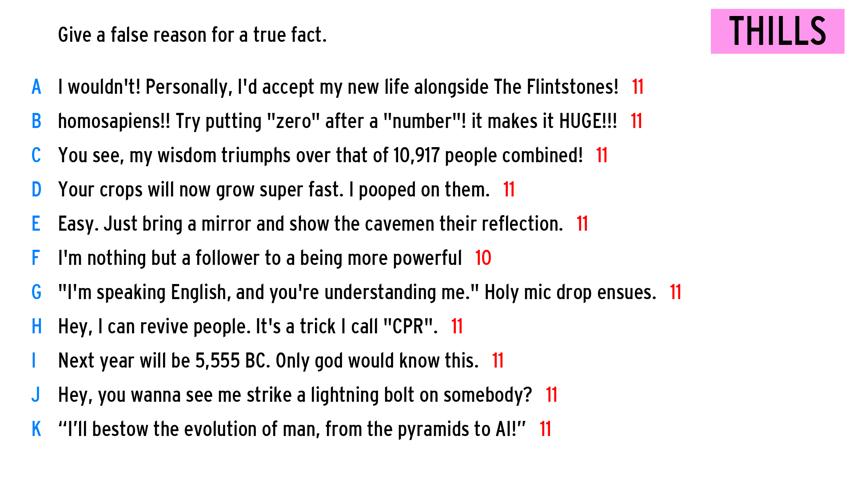 Give a false reason for a true fact.
THILLS
A I wouldn't! Personally, I'd accept my new life alongside The Flintstones! 11
B homosapiens!! Try putting "zero" after a "number"! it makes it HUGE!!! 11
C You see, my wisdom triumphs over that of 10,917 people combined! 11
D Your crops will now grow super fast. I pooped on them. 11
E Easy. Just bring a mirror and show the cavemen their reflection. 11
F I'm nothing but a follower to a being more powerful 10
G "I'm speaking English, and you're understanding me." Holy mic drop ensues. 11
H Hey, I can revive people. It's a trick I call "CPR". 11
I Next year will be 5,555 BC. Only god would know this. 11
J Hey, you wanna see me strike a lightning bolt on somebody? 11
K “I’ll bestow the evolution of man, from the pyramids to AI!” 11